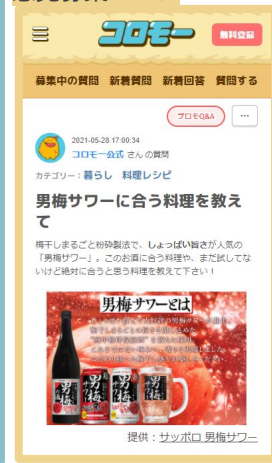 コロモー
無料登録
募集中の質問 新着質問 新着回答 質問する
プロモQ&A
...
2021-05-28 17:00:34
コロモー公式 さんの質問
カテゴリー：暮らし 料理レシピ
男梅サワーに合う料理を教え
て
梅干しまるごと粉砕製法で、しょっぱい旨さが人気の
「男梅サワー」。このお酒に合う料理や、まだ試してな
いけど絶対に合うと思う料理を教えて下さい！
男梅サワーとは
男梅
男梅
男梅
男梅
提供：サッポロ 男梅サワー